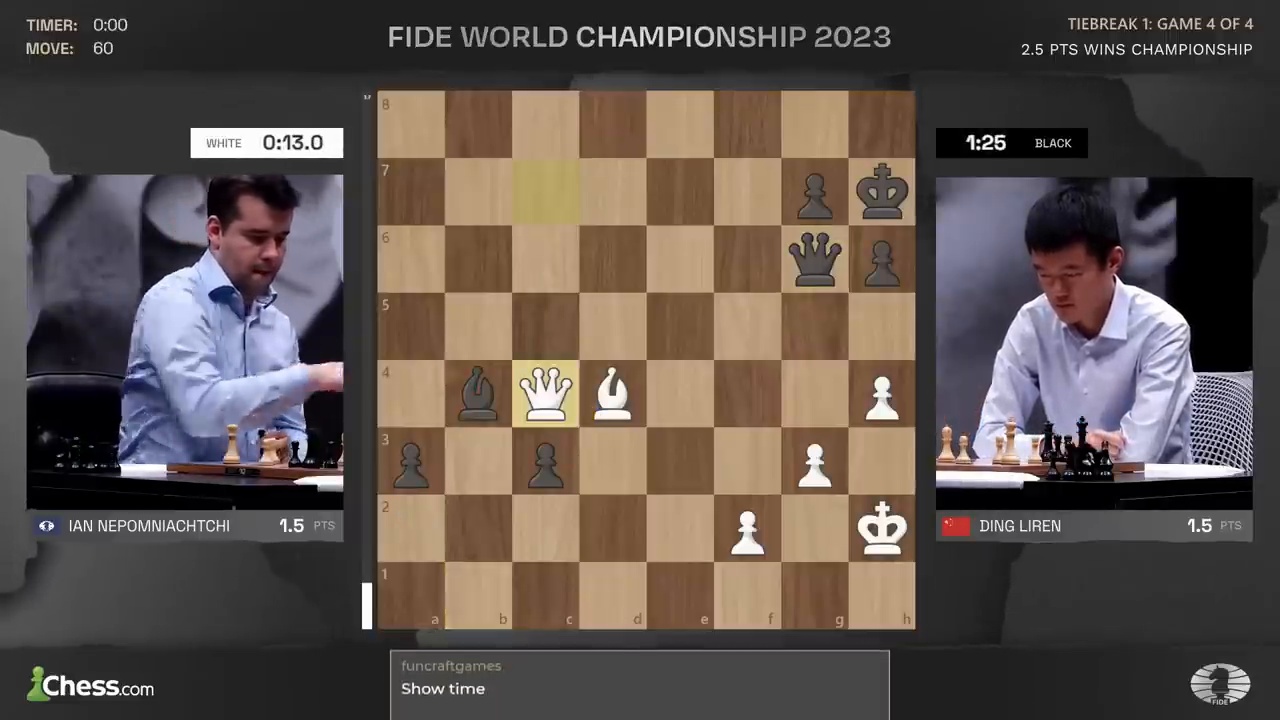 TIMER: 0:00
MOVE: 60
FIDE WORLD CHAMPIONSHIP 2023
TIEBREAK 1: GAME 4 OF 4
2.5 PTS WINS CHAMPIONSHIP
WHITE 0:13.0
1:25 BLACK
8
7
6
5
4
3
2
1
a b c d e f g h
IAN NEPOMNIACHTCHI 1.5 PTS
DING LIREN 1.5 PTS
funcraftgames
Show time
Chess.com
FIDE